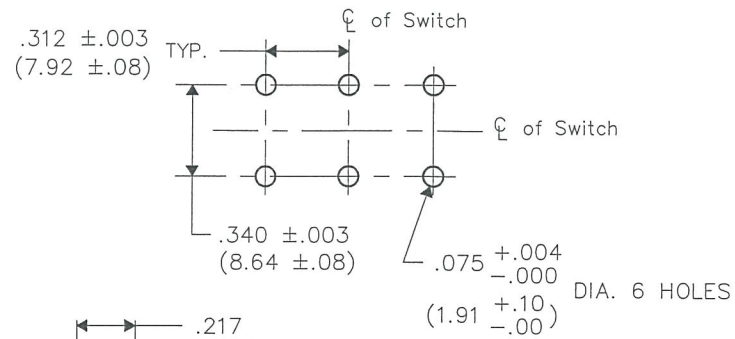 ℄ of Switch
.312 ±.003 TYP.
(7.92 ±.08)
℄ of Switch
.340 ±.003
(8.64 ±.08)
.075 +.004 -.000
(1.91 +.10 -.00) DIA. 6 HOLES
.217